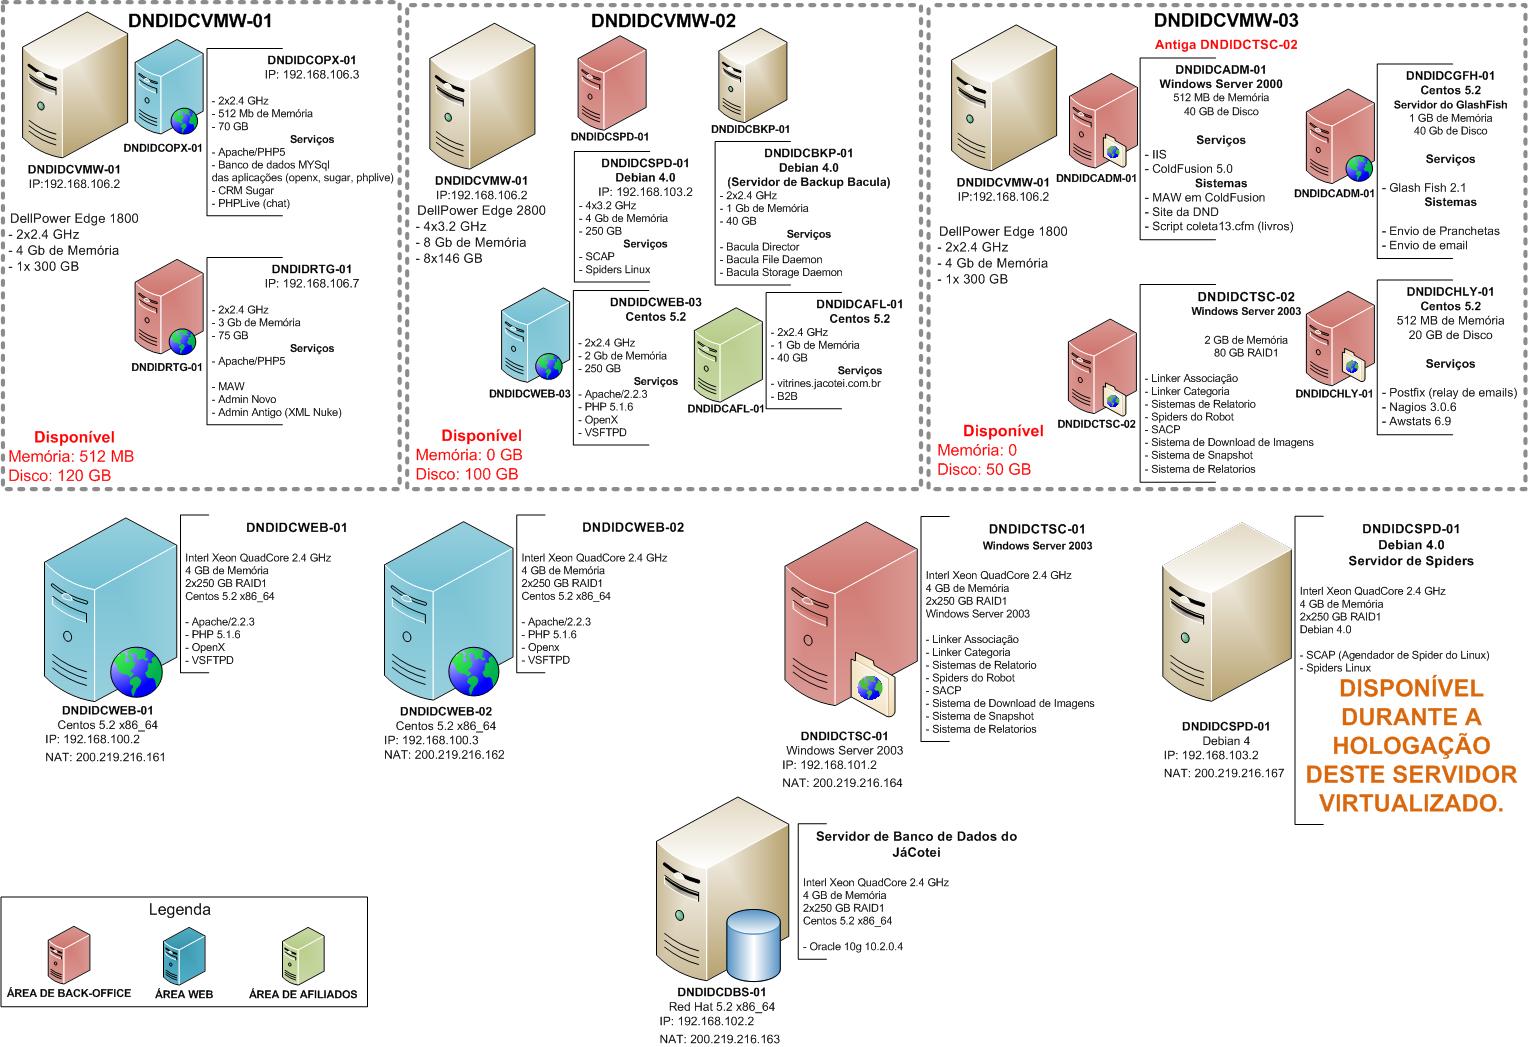 DNDIDCVMW-01
DNDIDCVMW-01
IP:192.168.106.2
DellPower Edge 1800
- 2x2.4 GHz
- 4 Gb de Memória
- 1x 300 GB
DNDIDCOPX-01
DNDIDCOPX-01
IP: 192.168.106.3
- 2x2.4 GHz
- 512 Mb de Memória
- 70 GB
Serviços
- Apache/PHP5
- Banco de dados MYSql
das aplicações (openx, sugar, phplive)
- CRM Sugar
- PHPLive (chat)
DNDIDRTG-01
DNDIDRTG-01
IP: 192.168.106.7
- 2x2.4 GHz
- 3 Gb de Memória
- 75 GB
Serviços
- Apache/PHP5
- MAW
- Admin Novo
- Admin Antigo (XML Nuke)
Disponível
Memória: 512 MB
Disco: 120 GB
DNDIDCVMW-02
DNDIDCVMW-01
IP:192.168.106.2
DellPower Edge 2800
- 4x3.2 GHz
- 8 Gb de Memória
- 8x146 GB
DNDIDCSPD-01
DNDIDCSPD-01
Debian 4.0
IP: 192.168.103.2
- 4x3.2 GHz
- 4 Gb de Memória
- 250 GB
Serviços
- SCAP
- Spiders Linux
DNDIDCBKP-01
DNDIDCBKP-01
Debian 4.0
(Servidor de Backup Bacula)
- 2x2.4 GHz
- 1 Gb de Memória
- 40 GB
Serviços
- Bacula Director
- Bacula File Daemon
- Bacula Storage Daemon
DNDIDCWEB-03
DNDIDCWEB-03
Centos 5.2
- 2x2.4 GHz
- 2 Gb de Memória
- 250 GB
Serviços
- Apache/2.2.3
- PHP 5.1.6
- OpenX
- VSFTPD
DNDIDCAFL-01
DNDIDCAFL-01
Centos 5.2
- 2x2.4 GHz
- 1 Gb de Memória
- 40 GB
Serviços
- vitrines.jacotei.com.br
- B2B
Disponível
Memória: 0 GB
Disco: 100 GB
DNDIDCVMW-03
Antiga DNDIDCTSC-02
DNDIDCVMW-01
IP:192.168.106.2
DellPower Edge 1800
- 2x2.4 GHz
- 4 Gb de Memória
- 1x 300 GB
DNDIDCADM-01
DNDIDCADM-01
Windows Server 2000
512 MB de Memória
40 GB de Disco
Serviços
- IIS
- ColdFusion 5.0
Sistemas
- MAW em ColdFusion
- Site da DND
- Script coleta13.cfm (livros)
DNDIDCADM-01
DNDIDCGFH-01
Centos 5.2
Servidor do GlashFish
1 GB de Memória
40 Gb de Disco
Serviços
- Glash Fish 2.1
Sistemas
- Envio de Pranchetas
- Envio de email
DNDIDCTSC-02
DNDIDCTSC-02
Windows Server 2003
2 GB de Memória
80 GB RAID1
- Linker Associação
- Linker Categoria
- Sistemas de Relatorio
- Spiders do Robot
- SACP
- Sistema de Download de Imagens
- Sistema de Snapshot
- Sistema de Relatorios
DNDIDCHLY-01
DNDIDCHLY-01
Centos 5.2
512 MB de Memória
20 GB de Disco
Serviços
- Postfix (relay de emails)
- Nagios 3.0.6
- Awstats 6.9
Disponível
Memória: 0
Disco: 50 GB
DNDIDCWEB-01
Interl Xeon QuadCore 2.4 GHz
4 GB de Memória
2x250 GB RAID1
Centos 5.2 x86_64
- Apache/2.2.3
- PHP 5.1.6
- OpenX
- VSFTPD
DNDIDCWEB-01
Centos 5.2 x86_64
IP: 192.168.100.2
NAT: 200.219.216.161
DNDIDCWEB-02
Interl Xeon QuadCore 2.4 GHz
4 GB de Memória
2x250 GB RAID1
Centos 5.2 x86_64
- Apache/2.2.3
- PHP 5.1.6
- Openx
- VSFTPD
DNDIDCWEB-02
Centos 5.2 x86_64
IP: 192.168.100.3
NAT: 200.219.216.162
DNDIDCTSC-01
Windows Server 2003
Interl Xeon QuadCore 2.4 GHz
4 GB de Memória
2x250 GB RAID1
Windows Server 2003
- Linker Associação
- Linker Categoria
- Sistemas de Relatorio
- Spiders do Robot
- SACP
- Sistema de Download de Imagens
- Sistema de Snapshot
- Sistema de Relatorios
DNDIDCTSC-01
Windows Server 2003
IP: 192.168.101.2
NAT: 200.219.216.164
DNDIDCSPD-01
Debian 4.0
Servidor de Spiders
Interl Xeon QuadCore 2.4 GHz
4 GB de Memória
2x250 GB RAID1
Debian 4.0
- SCAP (Agendador de Spider do Linux)
- Spiders Linux
DISPONÍVEL
DURANTE A
HOLOGAÇÃO
DESTE SERVIDOR
VIRTUALIZADO.
DNDIDCSPD-01
Debian 4
IP: 192.168.103.2
NAT: 200.219.216.167
Servidor de Banco de Dados do
JáCotei
Interl Xeon QuadCore 2.4 GHz
4 GB de Memória
2x250 GB RAID1
Centos 5.2 x86_64
- Oracle 10g 10.2.0.4
DNDIDCDBS-01
Red Hat 5.2 x86_64
IP: 192.168.102.2
NAT: 200.219.216.163
Legenda
ÁREA DE BACK-OFFICE
ÁREA WEB
ÁREA DE AFILIADOS